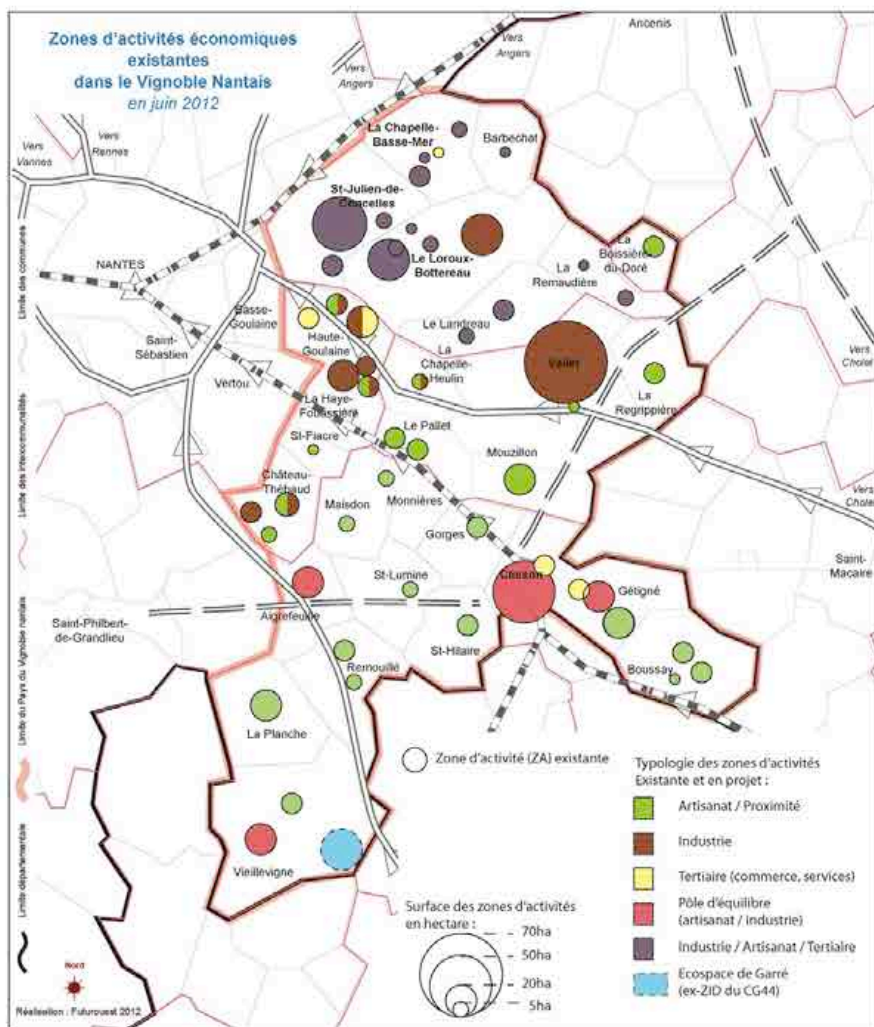 Zones d'activités économiques
existantes
dans le Vignoble Nantais
en juin 2012
Ancenis
Vers
Angers
Vers
Angers
Vers
Rennes
Vers
Vannes
La Chapelle-
Basse-Mer
Barbechat
St-Julien-de-
Concelles
Le Loroux-
Bottereau
La
Boissière-
du-Doré
La
Remaudière
NANTES
Basse-
Goulaine
Haute-
Goulaine
Le Landreau
La
Chapelle-
Heulin
Vallet
Vers
Cholet
Saint-
Sébastien
Vertou
La Haye-
Fouassière
La
Regrippière
St-Fiacre
Le Pallet
Mouzillon
Château-
Thébaud
Maisdon
Monnières
Gorges
Vers
Cholet
Saint-
Macaire
Clisson
Gétigné
St-Lumine
Aigrefeuille
Saint-Philbert-
de-Grandlieu
St-Hilaire
Boussay
Remouillé
La Planche
Vieillevigne
Limite des communes
Limite des intercommunalités
Limite du Pays du Vignoble nantais
Limite départementale
Nord
Réalisation : Futurouest 2012
Zone d'activité (ZA) existante
Surface des zones d'activités
en hectare :
70ha
50ha
20ha
5ha
Typologie des zones d'activités
Existante et en projet :
Artisanat / Proximité
Industrie
Tertiaire (commerce, services)
Pôle d'équilibre
(artisanat / industrie)
Industrie / Artisanat / Tertiaire
Ecospace de Garré
(ex-ZID du CG44)